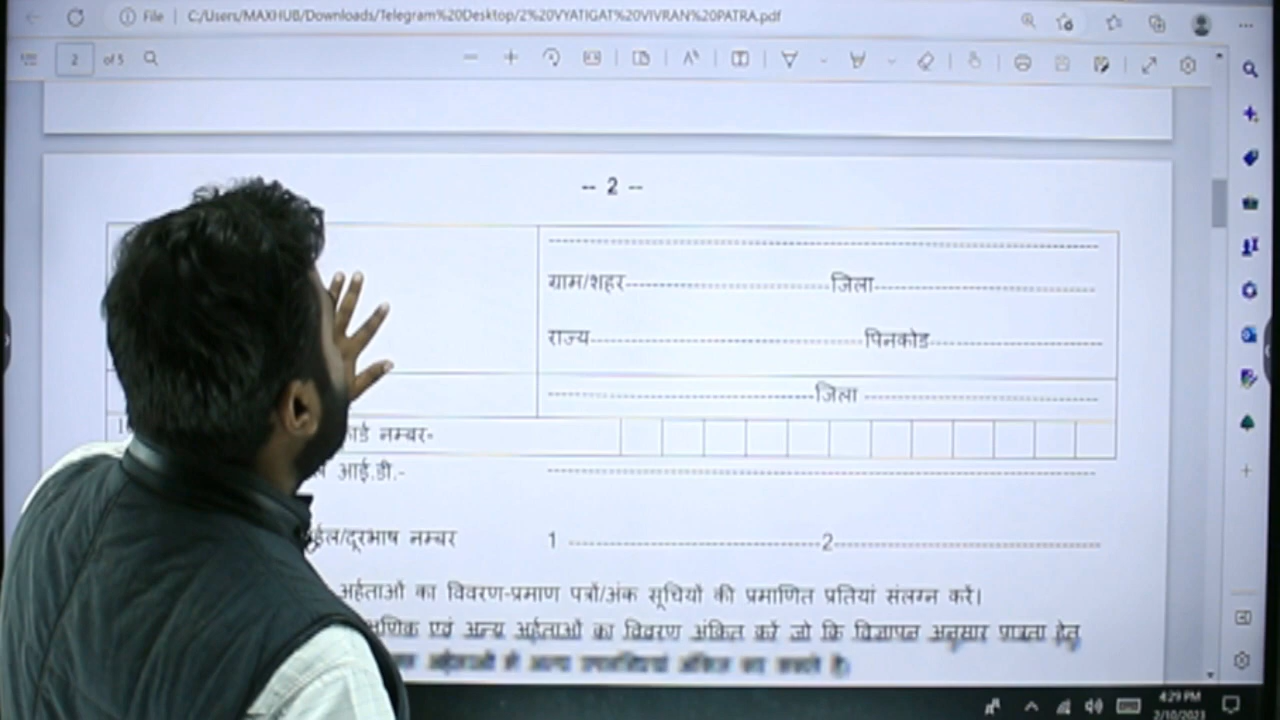 File C:/Users/MAXHUB/Downloads/Telegram%20Desktop/2%20VYATIGAT%20VIVRAN%20PATRA.pdf
2 of 5
-- 2 --
ग्राम/शहर-----------------------------जिला--------------------------------
राज्य---------------------------------------पिनकोड-------------------------
--------------------------------------जिला ---------------------------------
नम्बर-
आई.डी.-
/दूरभाष नम्बर 1 ------------------------------------2-------------------------------------
अर्हताओं का विवरण-प्रमाण पत्रों/अंक सूचियों की प्रमाणित प्रतियां संलग्न करें।
एवं अन्य अर्हताओं का विवरण अंकित करें जो कि विज्ञापन अनुसार पात्रता हेतु
4:29 PM